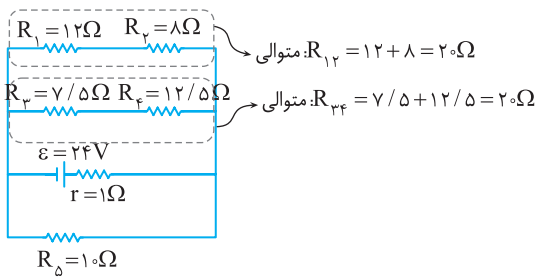 R₁ = ۱۲Ω R₂ = ۸Ω
متوالی: R₁₂ = ۱۲ + ۸ = ۲۰Ω
R₃ = ۷/۵Ω R₄ = ۱۲/۵Ω
متوالی: R₃₄ = ۷/۵ + ۱۲/۵ = ۲۰Ω
ε = ۲۴V
r = ۱Ω
R₅ = ۱۰Ω